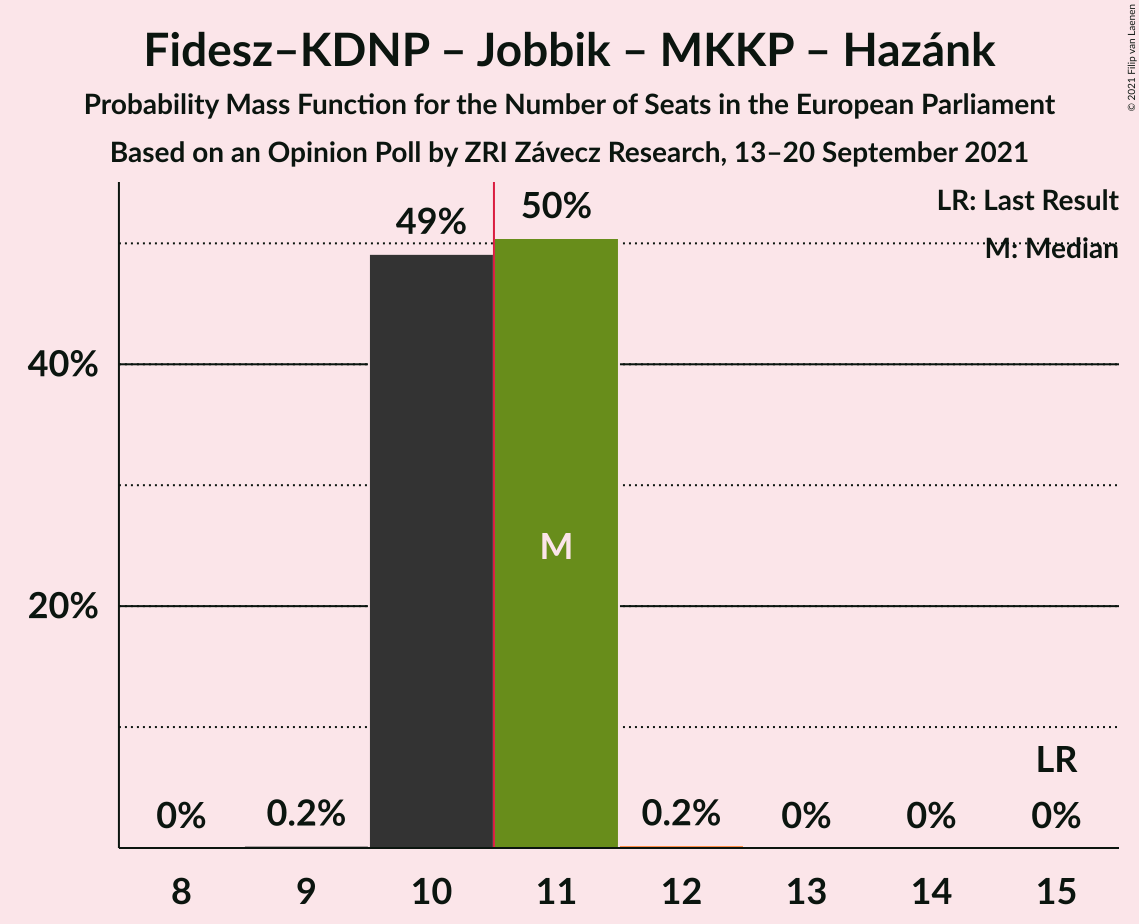 Fidesz–KDNP – Jobbik – MKKP – Hazánk
Probability Mass Function for the Number of Seats in the European Parliament
Based on an Opinion Poll by ZRI Závecz Research, 13–20 September 2021
© 2021 Filip van Laenen
LR: Last Result
M: Median
49%
50%
40%
20%
M
LR
0%
0.2%
0.2%
0%
0%
0%
8
9
10
11
12
13
14
15